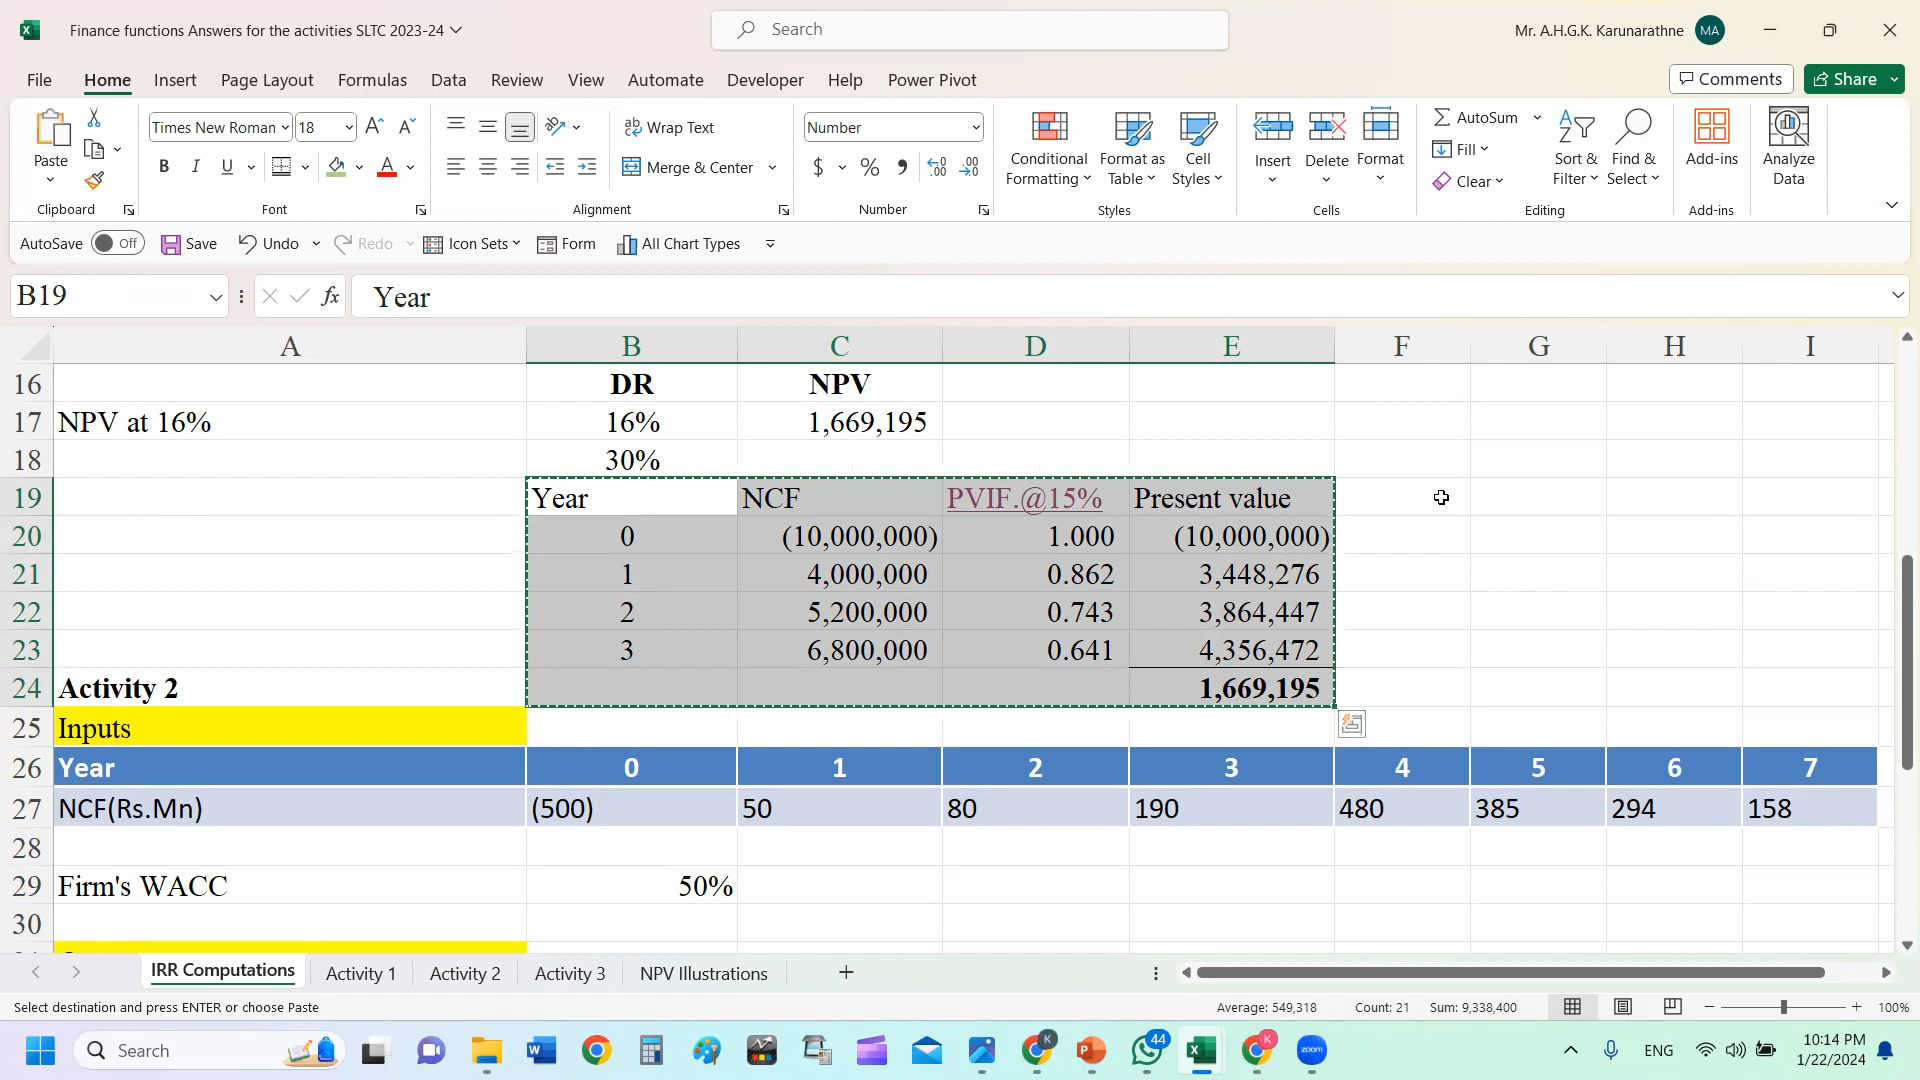 Finance functions Answers for the activities SLTC 2023-24
Search
Mr. A.H.G.K. Karunarathne MA
File Home Insert Page Layout Formulas Data Review View Automate Developer Help Power Pivot
Comments Share
Paste
Clipboard
Times New Roman 18
B I U A
Font
ab Wrap Text
Merge & Center
Alignment
Number
$ % , .00
Number
Conditional Formatting
Format as Table
Cell Styles
Styles
Insert Delete Format
Cells
AutoSum
Fill
Clear
Sort & Filter
Find & Select
Editing
Add-ins
Add-ins
Analyze Data
AutoSave Off Save Undo Redo Icon Sets Form All Chart Types
B19 fx Year
A B C D E F G H I
16 DR NPV
17 NPV at 16% 16% 1,669,195
18 30%
19 Year NCF PVIF.@15% Present value
20 0 (10,000,000) 1.000 (10,000,000)
21 1 4,000,000 0.862 3,448,276
22 2 5,200,000 0.743 3,864,447
23 3 6,800,000 0.641 4,356,472
24 Activity 2 1,669,195
25 Inputs
26 Year 0 1 2 3 4 5 6 7
27 NCF(Rs.Mn) (500) 50 80 190 480 385 294 158
28
29 Firm's WACC 50%
30
IRR Computations Activity 1 Activity 2 Activity 3 NPV Illustrations
Select destination and press ENTER or choose Paste Average: 549,318 Count: 21 Sum: 9,338,400 100%
Search
44
K
K
zoom
ENG
10:14 PM
1/22/2024